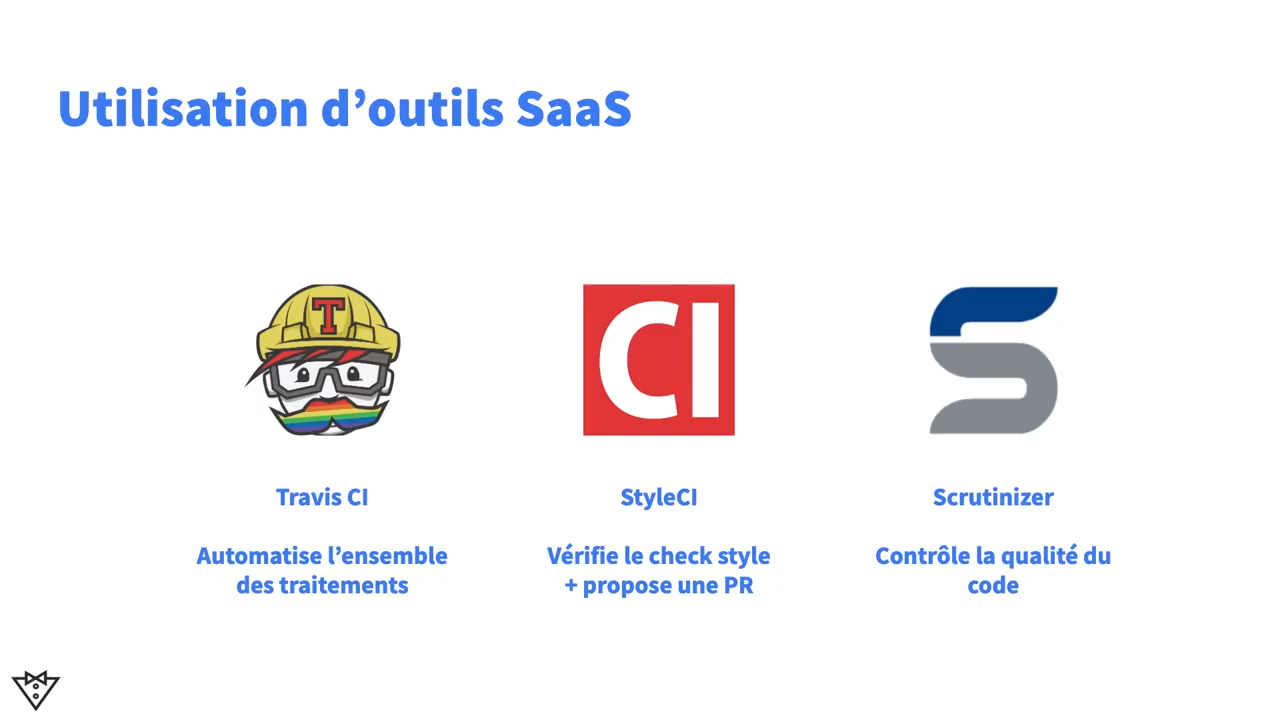 Utilisation d’outils SaaS
T
CI
Travis CI
Automatise l’ensemble
des traitements
StyleCI
Vérifie le check style
+ propose une PR
Scrutinizer
Contrôle la qualité du
code